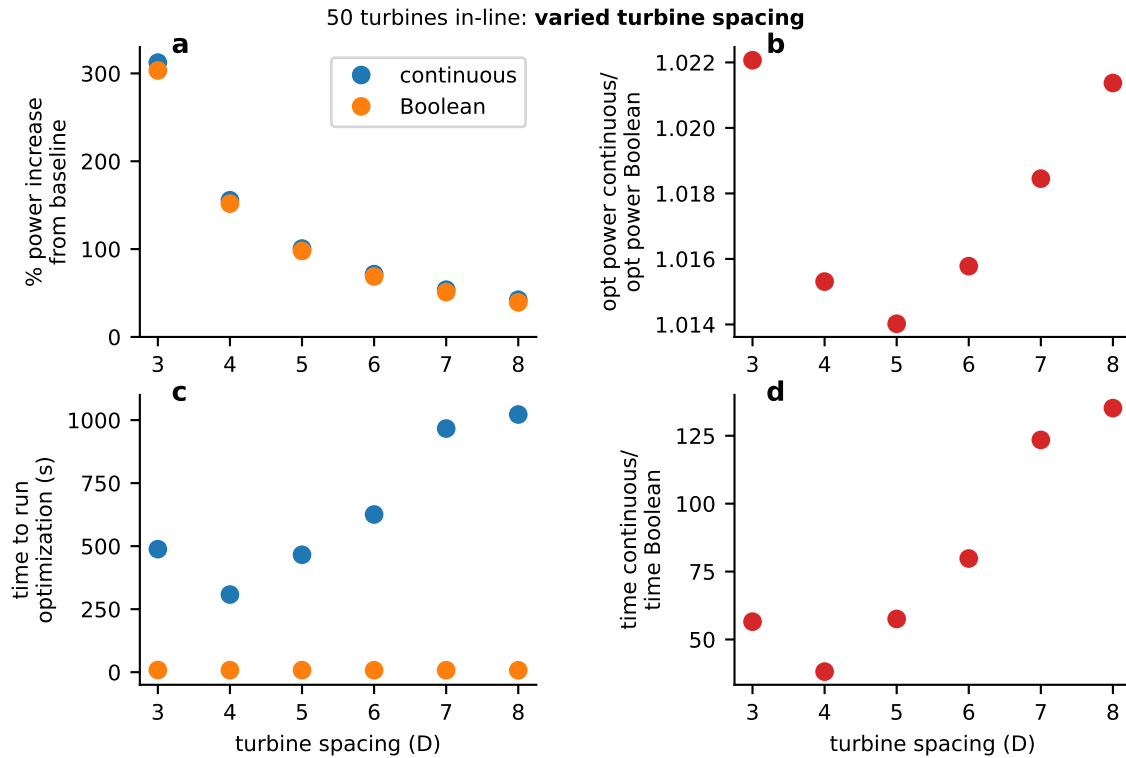 50 turbines in-line: varied turbine spacing
a
% power increase
from baseline
300
200
100
0
continuous
Boolean
3 4 5 6 7 8
b
opt power continuous/
opt power Boolean
1.022
1.020
1.018
1.016
1.014
3 4 5 6 7 8
c
time to run
optimization (s)
1000
750
500
250
0
3 4 5 6 7 8
turbine spacing (D)
d
time continuous/
time Boolean
125
100
75
50
3 4 5 6 7 8
turbine spacing (D)